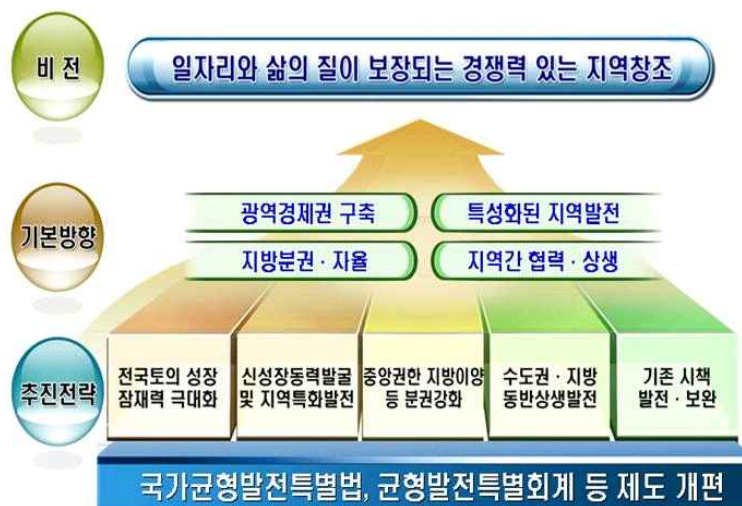 비 전
일자리와 삶의 질이 보장되는 경쟁력 있는 지역창조
기본방향
광역경제권 구축
특성화된 지역발전
지방분권 · 자율
지역간 협력 · 상생
추진전략
전국토의 성장
잠재력 극대화
신성장동력발굴
및 지역특화발전
중앙권한 지방이양
등 분권강화
수도권 · 지방
동반상생발전
기존 시책
발전 · 보완
국가균형발전특별법, 균형발전특별회계 등 제도 개편